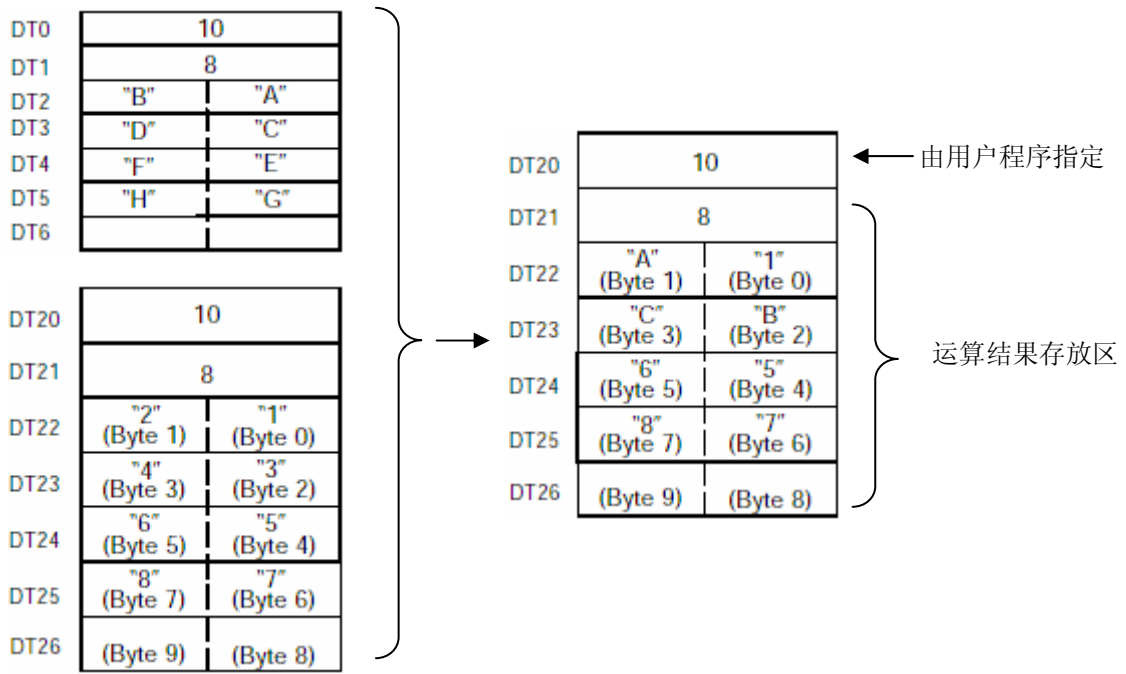 DT0 10
DT1 8
DT2 "B" "A"
DT3 "D" "C"
DT4 "F" "E"
DT5 "H" "G"
DT6
DT20 10
DT21 8
DT22 "2" (Byte 1) "1" (Byte 0)
DT23 "4" (Byte 3) "3" (Byte 2)
DT24 "6" (Byte 5) "5" (Byte 4)
DT25 "8" (Byte 7) "7" (Byte 6)
DT26 (Byte 9) (Byte 8)
DT20 10 由用户程序指定
DT21 8
DT22 "A" (Byte 1) "1" (Byte 0)
DT23 "C" (Byte 3) "B" (Byte 2)
DT24 "6" (Byte 5) "5" (Byte 4)
DT25 "8" (Byte 7) "7" (Byte 6)
DT26 (Byte 9) (Byte 8)
运算结果存放区